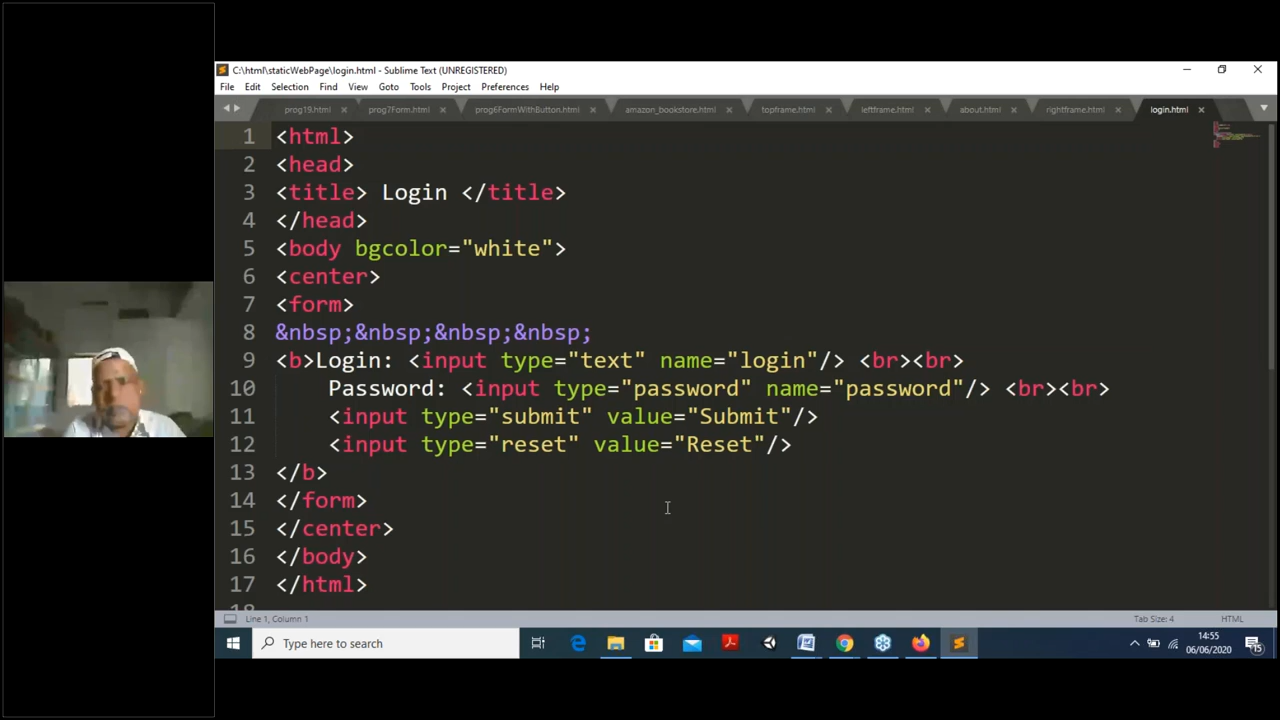 C:\html\staticWebPage\login.html - Sublime Text (UNREGISTERED)
File Edit Selection Find View Goto Tools Project Preferences Help
prog19.html prog7Form.html prog6FormWithButton.html amazon_bookstore.html topframe.html leftframe.html about.html rightframe.html login.html
1 <html>
2 <head>
3 <title> Login </title>
4 </head>
5 <body bgcolor="white">
6 <center>
7 <form>
8 &nbsp;&nbsp;&nbsp;&nbsp;
9 <b>Login: <input type="text" name="login"/> <br><br>
10 Password: <input type="password" name="password"/> <br><br>
11 <input type="submit" value="Submit"/>
12 <input type="reset" value="Reset"/>
13 </b>
14 </form>
15 </center>
16 </body>
17 </html>
18
Line 1, Column 1 Tab Size: 4 HTML
Type here to search
14:55
06/06/2020
15